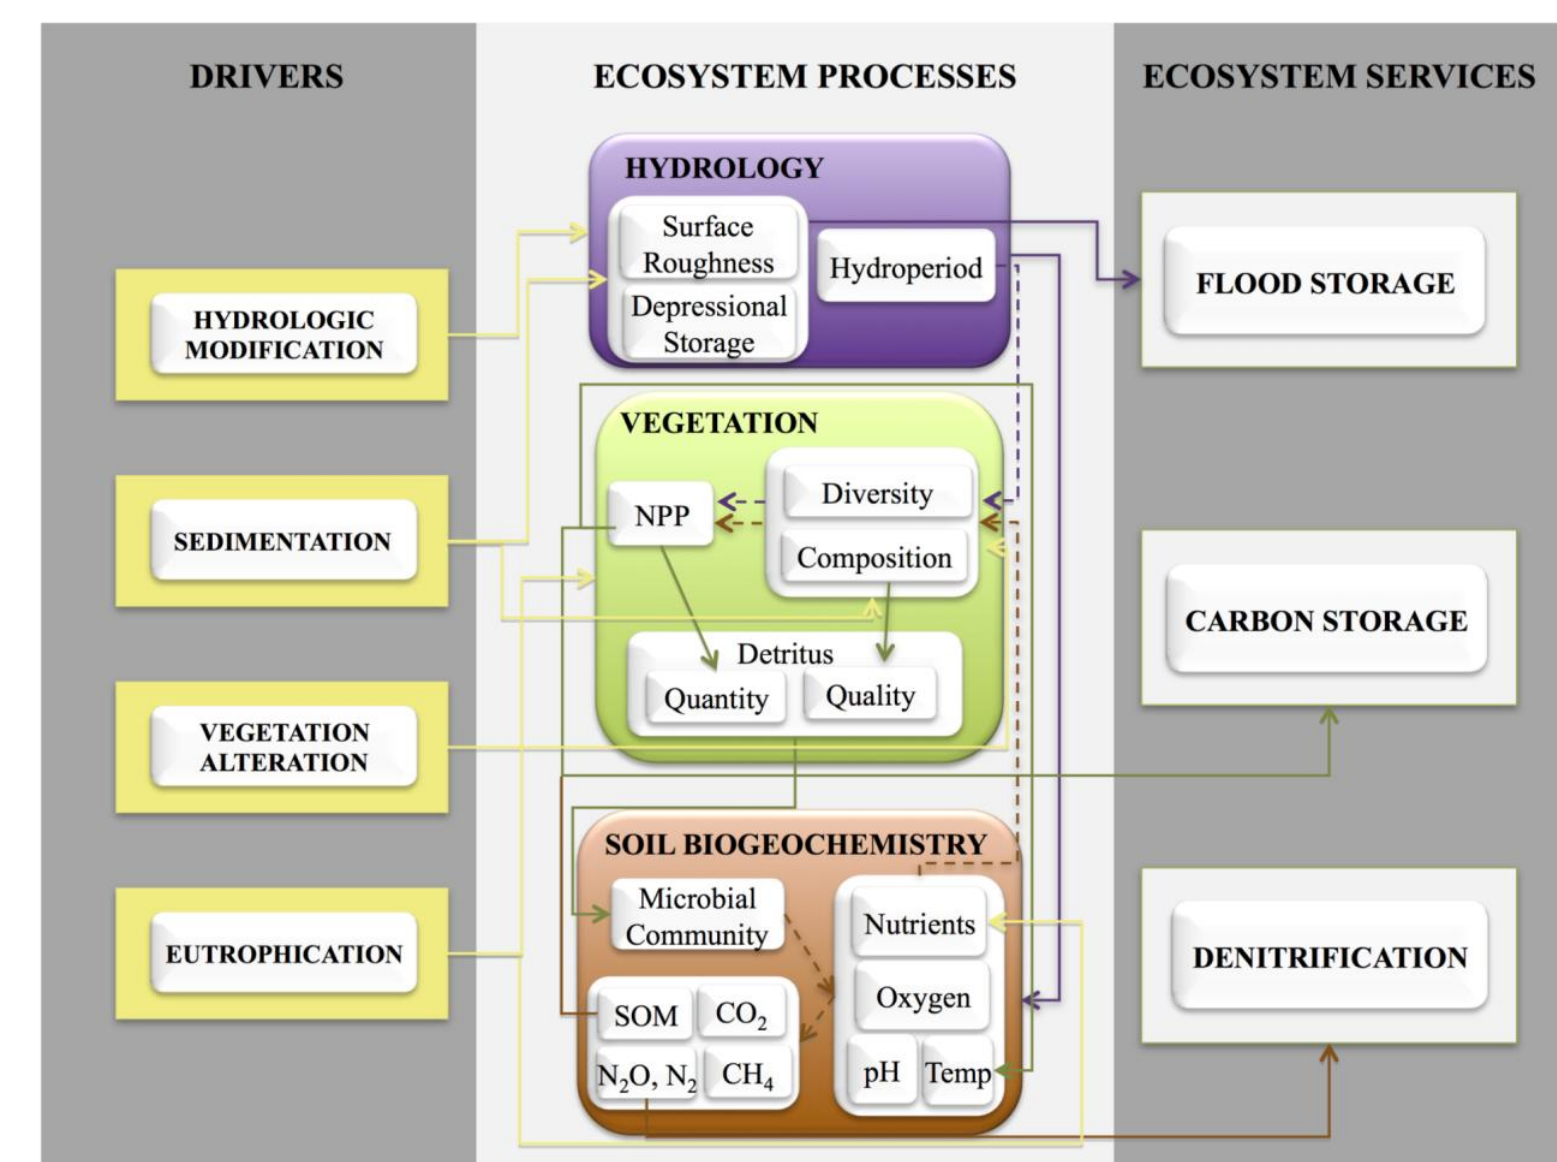 DRIVERS
ECOSYSTEM PROCESSES
ECOSYSTEM SERVICES
HYDROLOGIC
MODIFICATION
SEDIMENTATION
VEGETATION
ALTERATION
EUTROPHICATION
HYDROLOGY
Surface
Roughness
Depressional
Storage
Hydroperiod
VEGETATION
NPP
Diversity
Composition
Detritus
Quantity
Quality
SOIL BIOGEOCHEMISTRY
Microbial
Community
SOM
CO₂
N₂O, N₂
CH₄
Nutrients
Oxygen
pH
Temp
FLOOD STORAGE
CARBON STORAGE
DENITRIFICATION